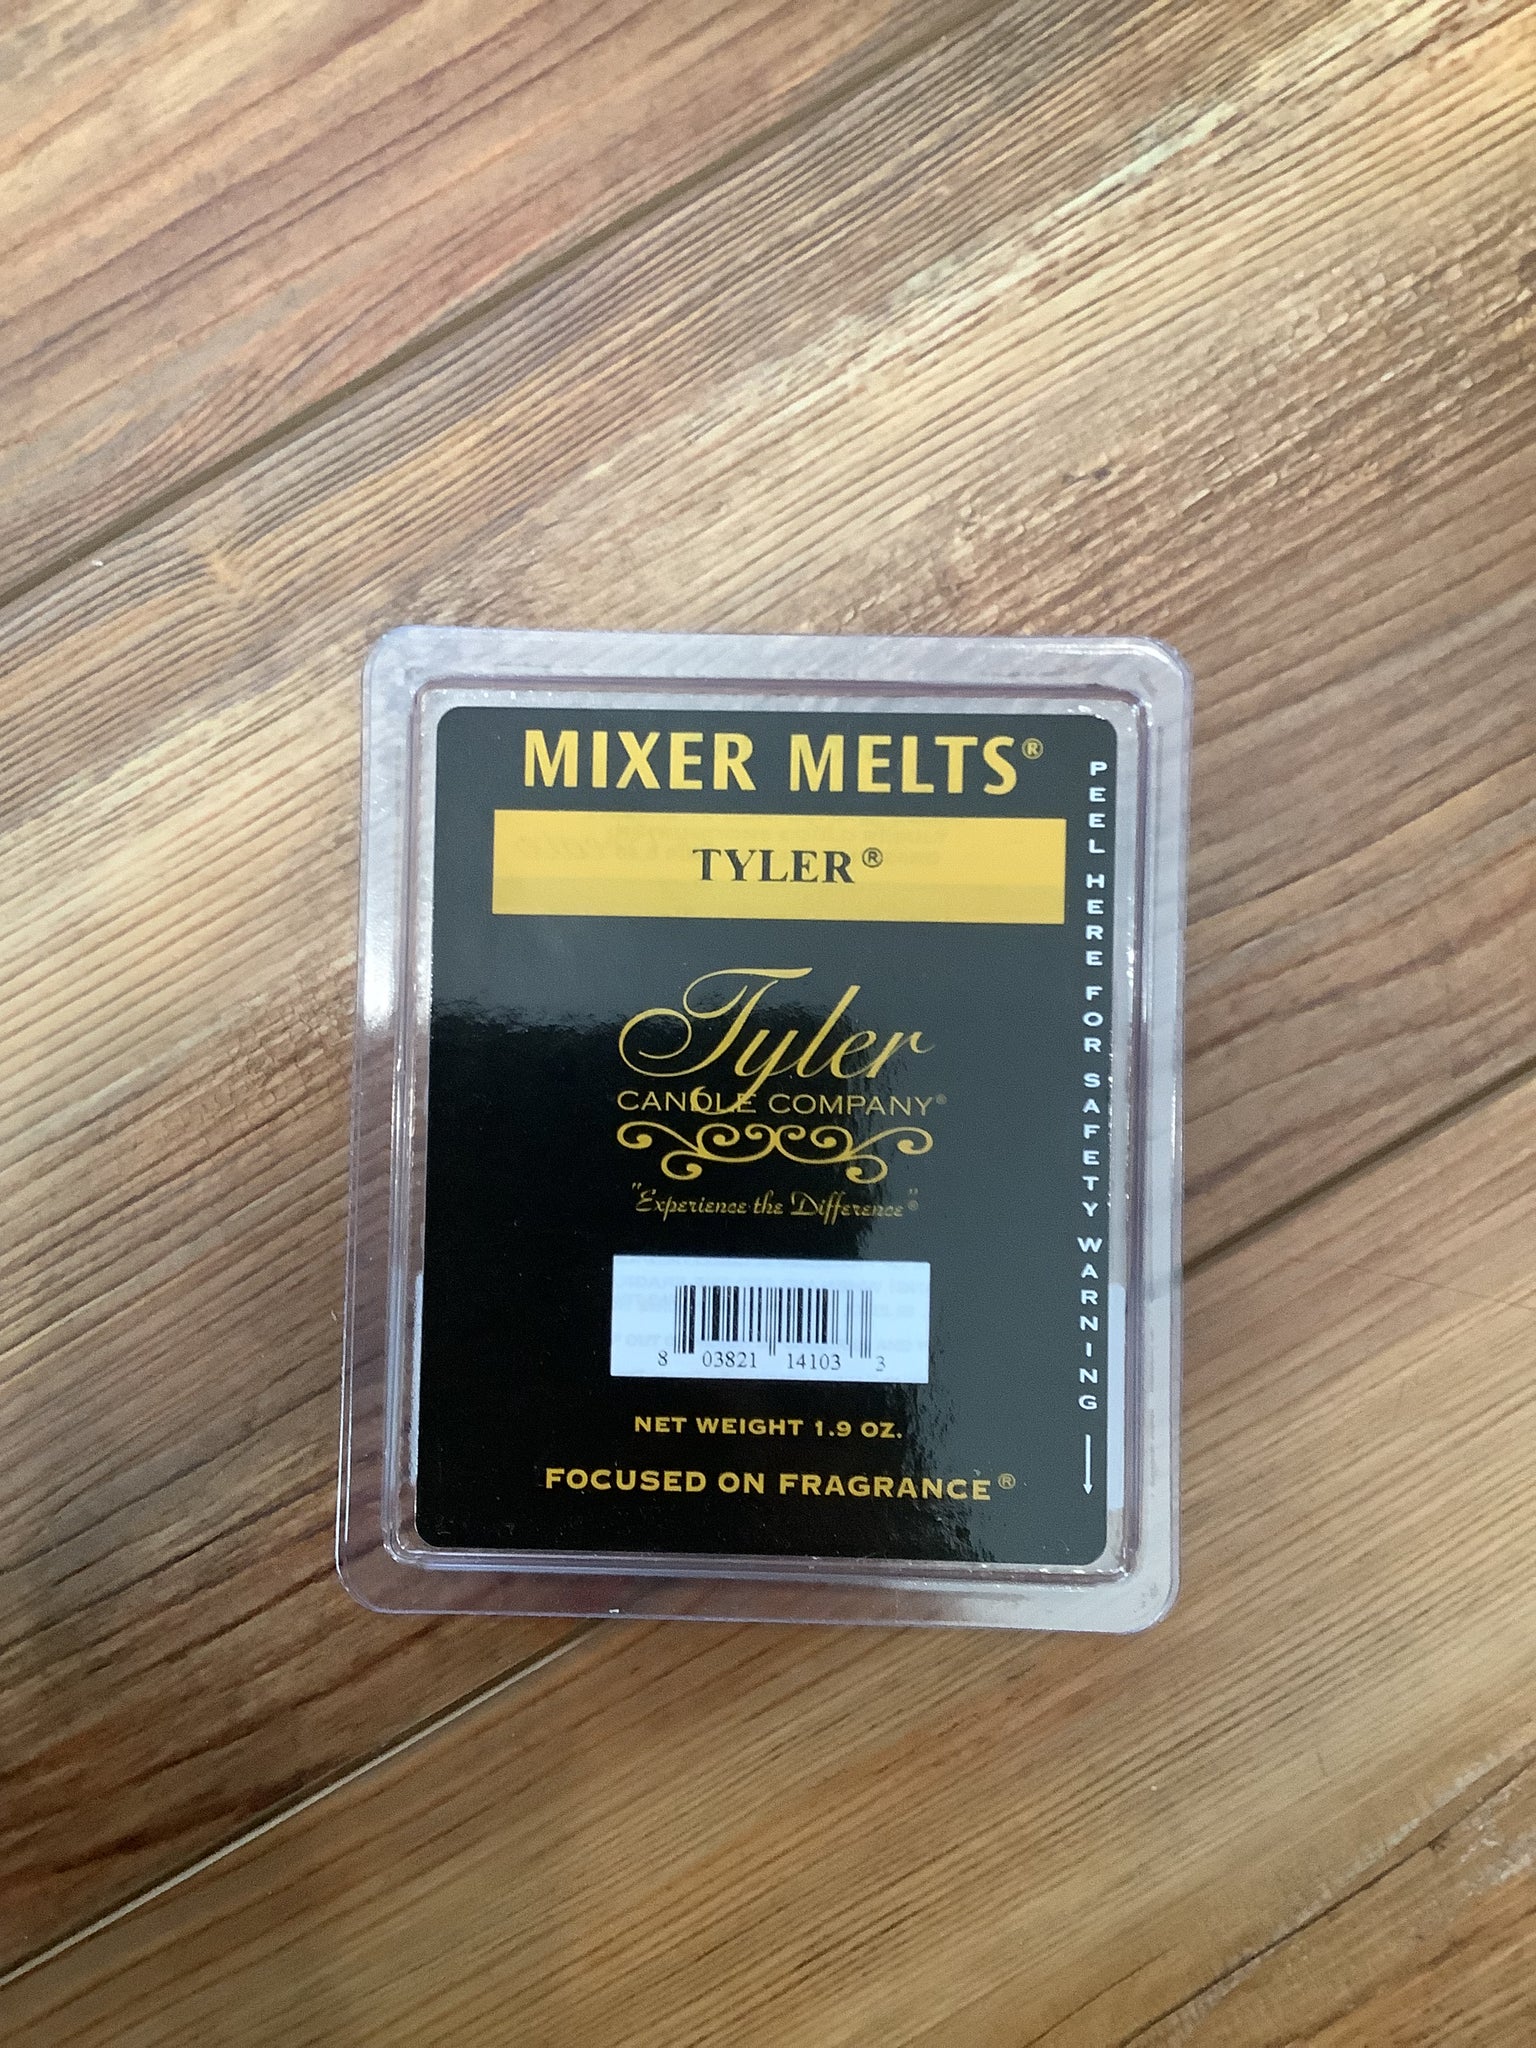 MIXER MELTS®
TYLER®
Tyler
CANDLE COMPANY®
"Experience the Difference"®
8 03821 14103 3
NET WEIGHT 1.9 OZ.
FOCUSED ON FRAGRANCE®
PEEL HERE FOR SAFETY WARNING